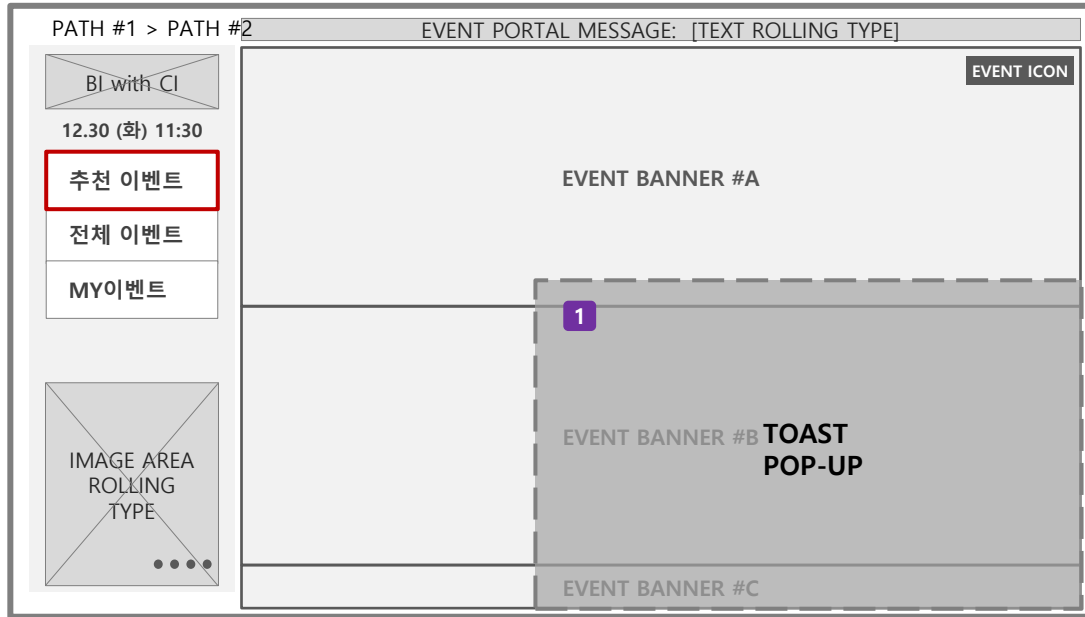 PATH #1 > PATH #2
EVENT PORTAL MESSAGE: [TEXT ROLLING TYPE]
BI with CI
12.30 (화) 11:30
추천 이벤트
전체 이벤트
MY이벤트
IMAGE AREA
ROLLING
TYPE
EVENT ICON
EVENT BANNER #A
1
EVENT BANNER #B
TOAST
POP-UP
EVENT BANNER #C